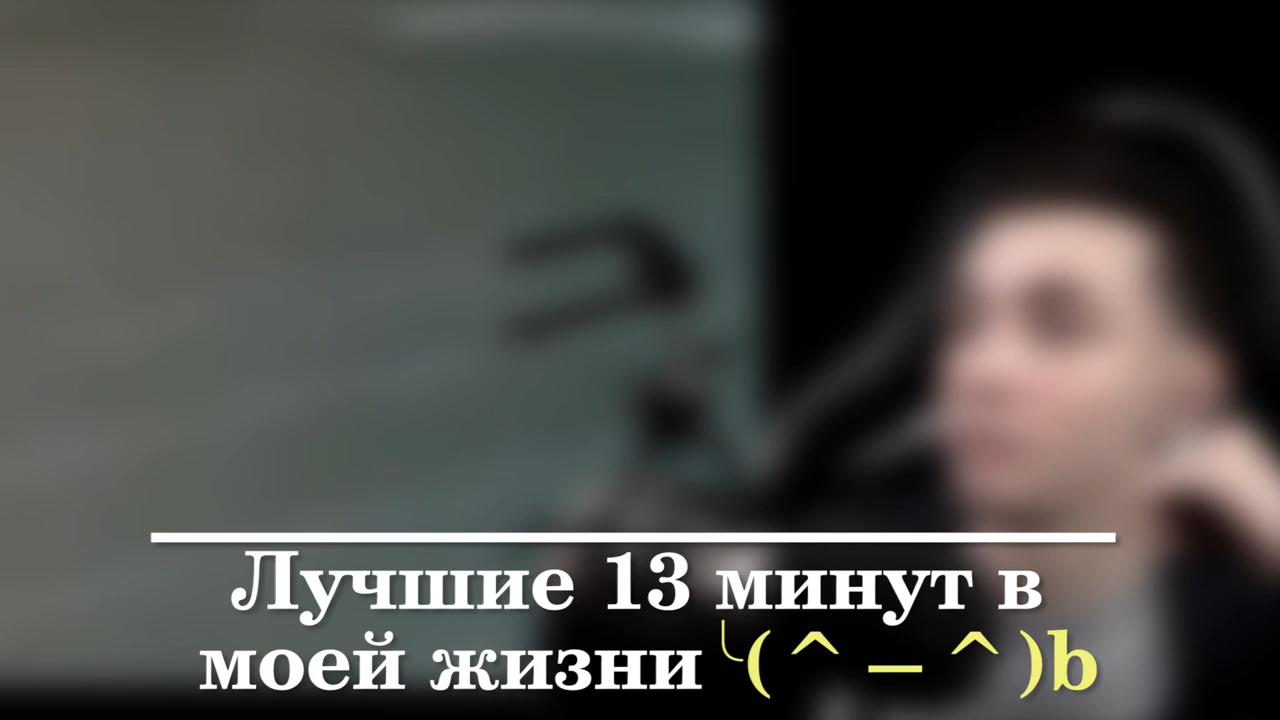 Лучшие 13 минут в
моей жизни ╰(^—^)b